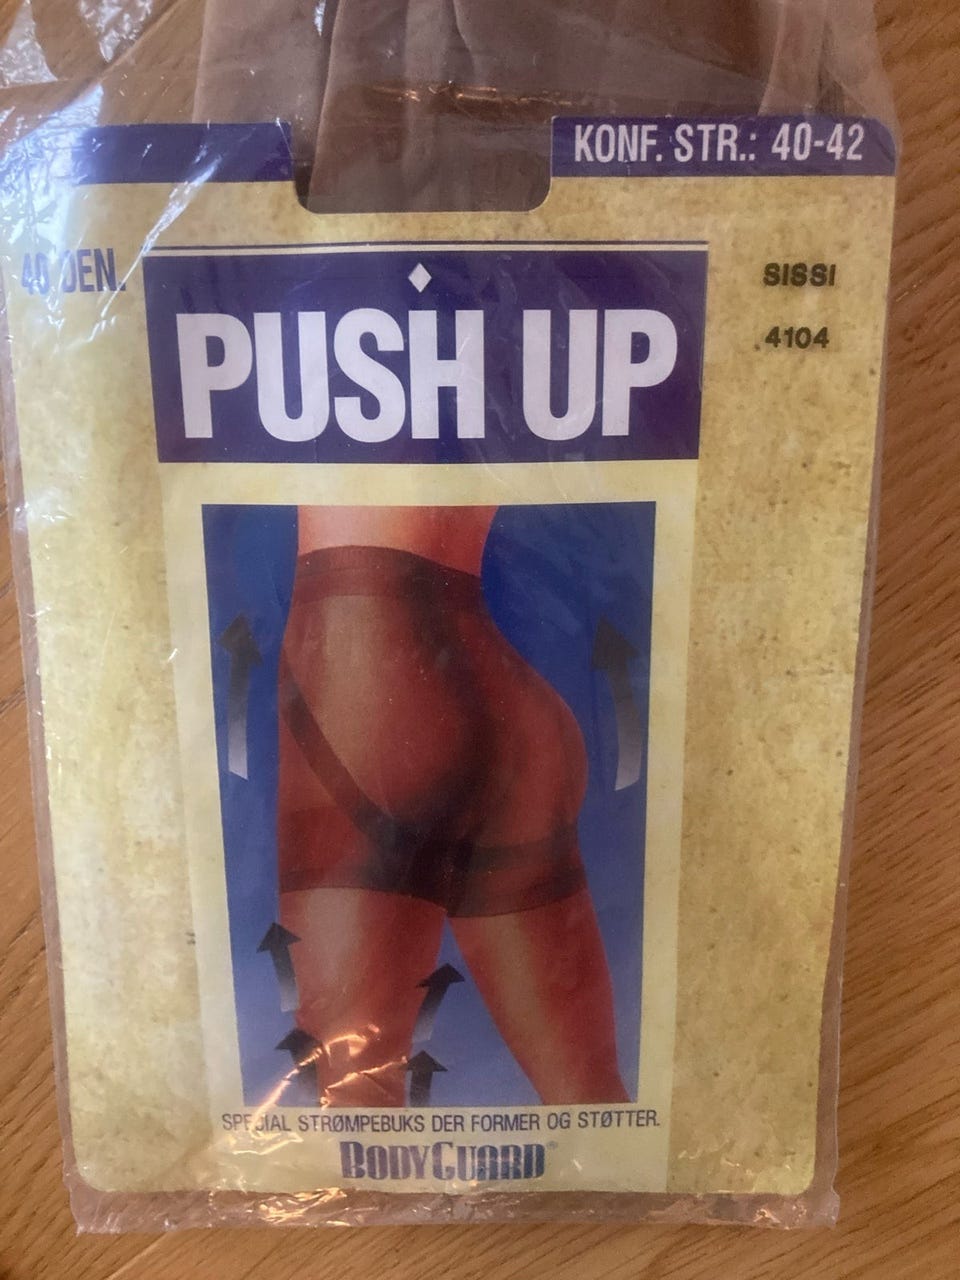 KONF. STR.: 40-42
40 DEN.
SISSI
4104
PUSH UP
SPECIAL STRØMPEBUKS DER FORMER OG STØTTER.
BODYGUARD®